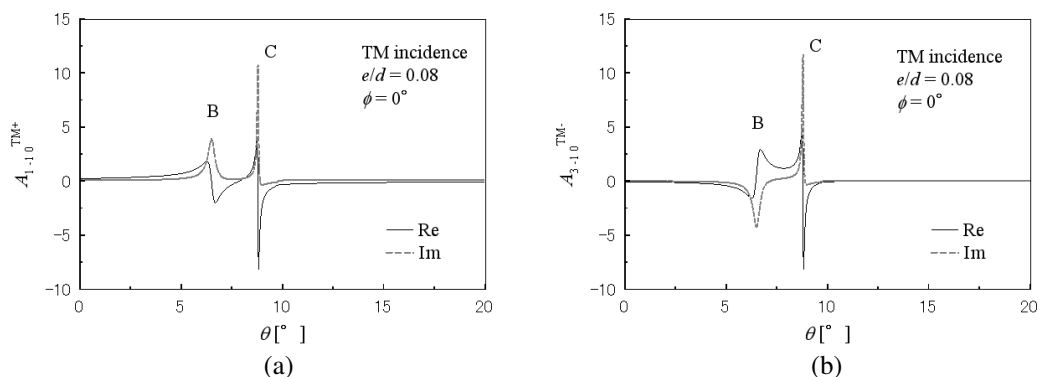 15
10
5
0
-5
-10
A1 -1 0 TM+
B
C
TM incidence
e/d = 0.08
ϕ = 0°
Re
Im
0 5 10 15 20
θ [° ]
(a)
15
10
5
0
-5
-10
A3 -1 0 TM-
B
C
TM incidence
e/d = 0.08
ϕ = 0°
Re
Im
0 5 10 15 20
θ [° ]
(b)